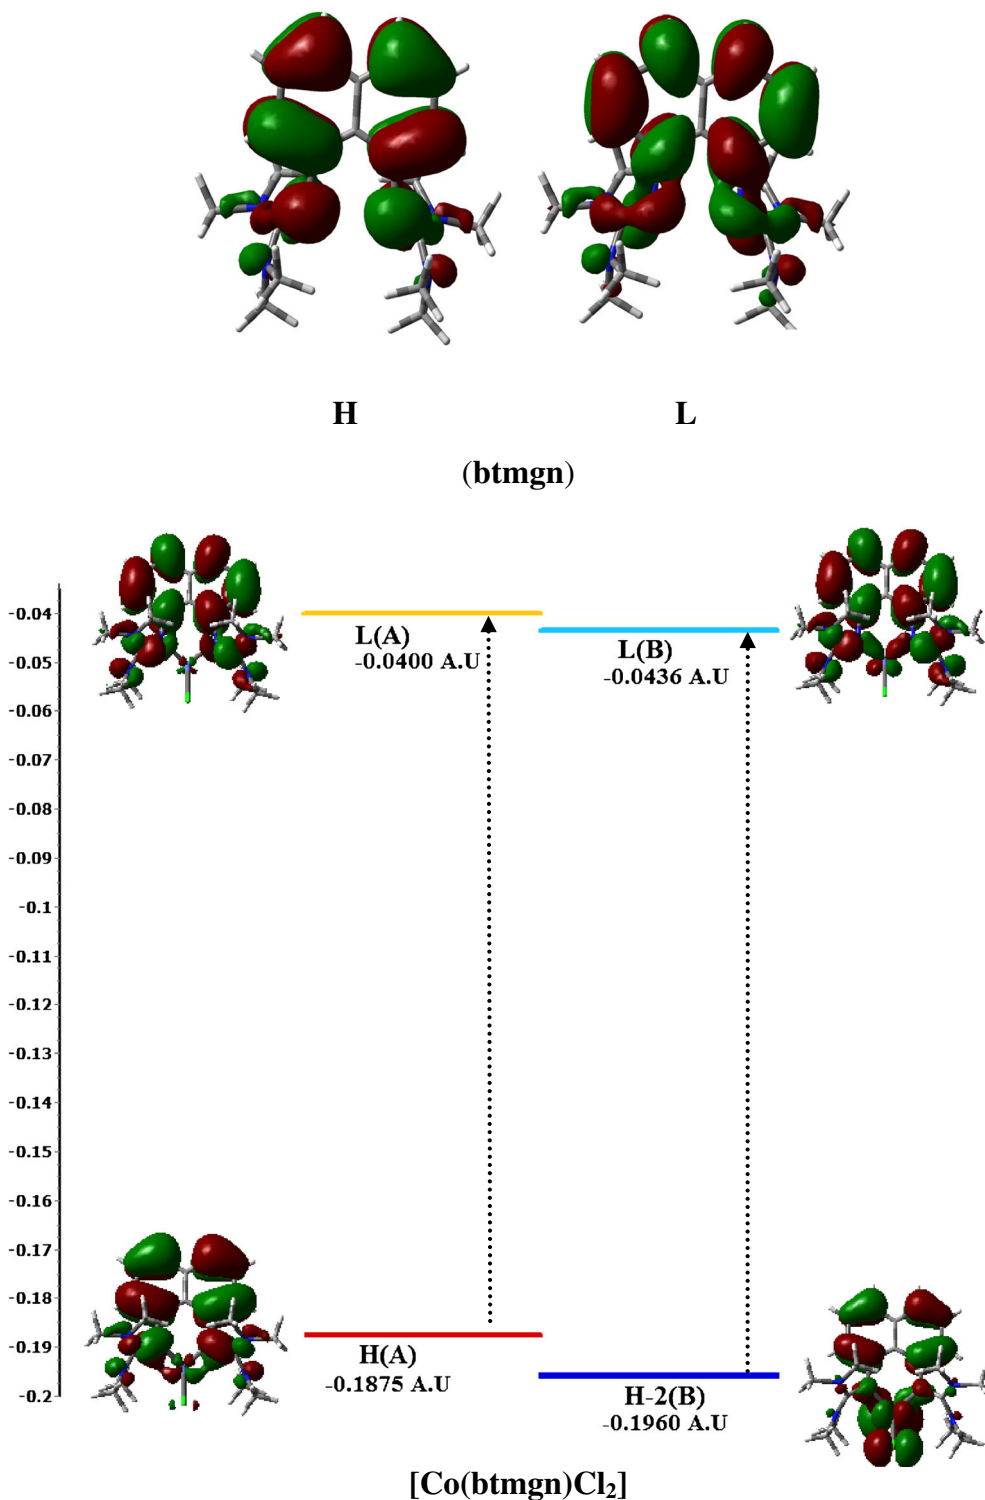 H L
(btmgn)
-0.04
L(A)
-0.0400 A.U
L(B)
-0.0436 A.U
-0.05
-0.06
-0.07
-0.08
-0.09
-0.1
-0.11
-0.12
-0.13
-0.14
-0.15
-0.16
-0.17
-0.18
-0.19
H(A)
-0.1875 A.U
-0.2
H-2(B)
-0.1960 A.U
[Co(btmgn)Cl₂]